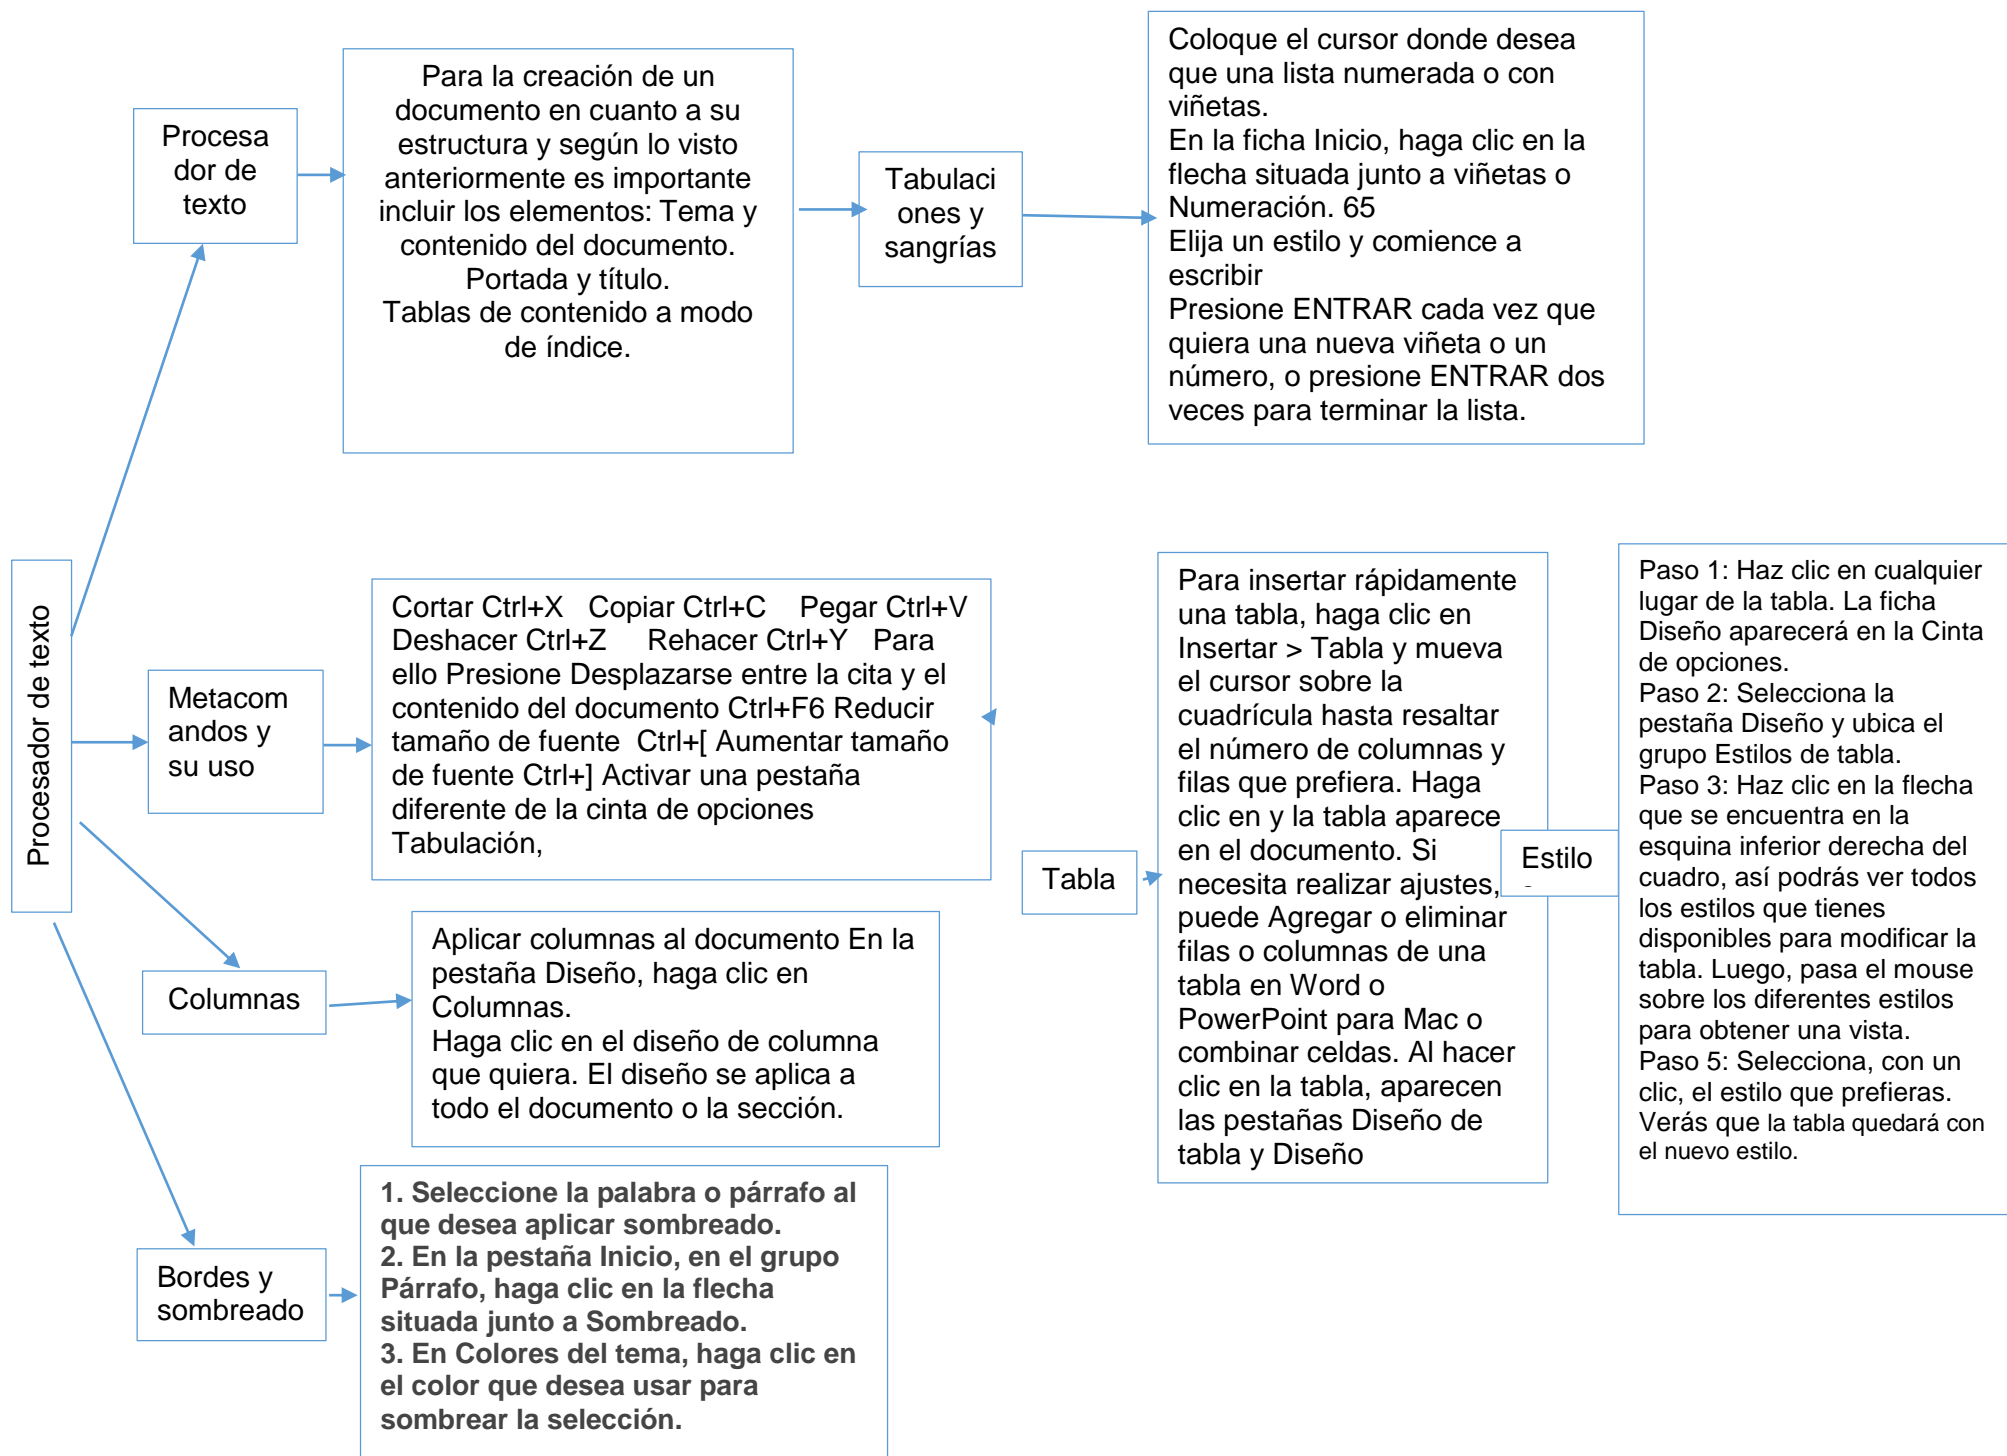 Procesador de texto
Procesa
dor de
texto
Para la creación de un
documento en cuanto a su
estructura y según lo visto
anteriormente es importante
incluir los elementos: Tema y
contenido del documento.
Portada y título.
Tablas de contenido a modo
de índice.
Tabulaci
ones y
sangrías
Coloque el cursor donde desea
que una lista numerada o con
viñetas.
En la ficha Inicio, haga clic en la
flecha situada junto a viñetas o
Numeración. 65
Elija un estilo y comience a
escribir
Presione ENTRAR cada vez que
quiera una nueva viñeta o un
número, o presione ENTRAR dos
veces para terminar la lista.
Metacom
andos y
su uso
Cortar Ctrl+X   Copiar Ctrl+C    Pegar Ctrl+V
Deshacer Ctrl+Z     Rehacer Ctrl+Y   Para
ello Presione Desplazarse entre la cita y el
contenido del documento Ctrl+F6 Reducir
tamaño de fuente  Ctrl+[ Aumentar tamaño
de fuente Ctrl+] Activar una pestaña
diferente de la cinta de opciones
Tabulación,
Tabla
Para insertar rápidamente
una tabla, haga clic en
Insertar > Tabla y mueva
el cursor sobre la
cuadrícula hasta resaltar
el número de columnas y
filas que prefiera. Haga
clic en y la tabla aparece
en el documento. Si
necesita realizar ajustes,
puede Agregar o eliminar
filas o columnas de una
tabla en Word o
PowerPoint para Mac o
combinar celdas. Al hacer
clic en la tabla, aparecen
las pestañas Diseño de
tabla y Diseño
Estilo
Paso 1: Haz clic en cualquier
lugar de la tabla. La ficha
Diseño aparecerá en la Cinta
de opciones.
Paso 2: Selecciona la
pestaña Diseño y ubica el
grupo Estilos de tabla.
Paso 3: Haz clic en la flecha
que se encuentra en la
esquina inferior derecha del
cuadro, así podrás ver todos
los estilos que tienes
disponibles para modificar la
tabla. Luego, pasa el mouse
sobre los diferentes estilos
para obtener una vista.
Paso 5: Selecciona, con un
clic, el estilo que prefieras.
Verás que la tabla quedará con
el nuevo estilo.
Columnas
Aplicar columnas al documento En la
pestaña Diseño, haga clic en
Columnas.
Haga clic en el diseño de columna
que quiera. El diseño se aplica a
todo el documento o la sección.
Bordes y
sombreado
1. Seleccione la palabra o párrafo al
que desea aplicar sombreado.
2. En la pestaña Inicio, en el grupo
Párrafo, haga clic en la flecha
situada junto a Sombreado.
3. En Colores del tema, haga clic en
el color que desea usar para
sombrear la selección.